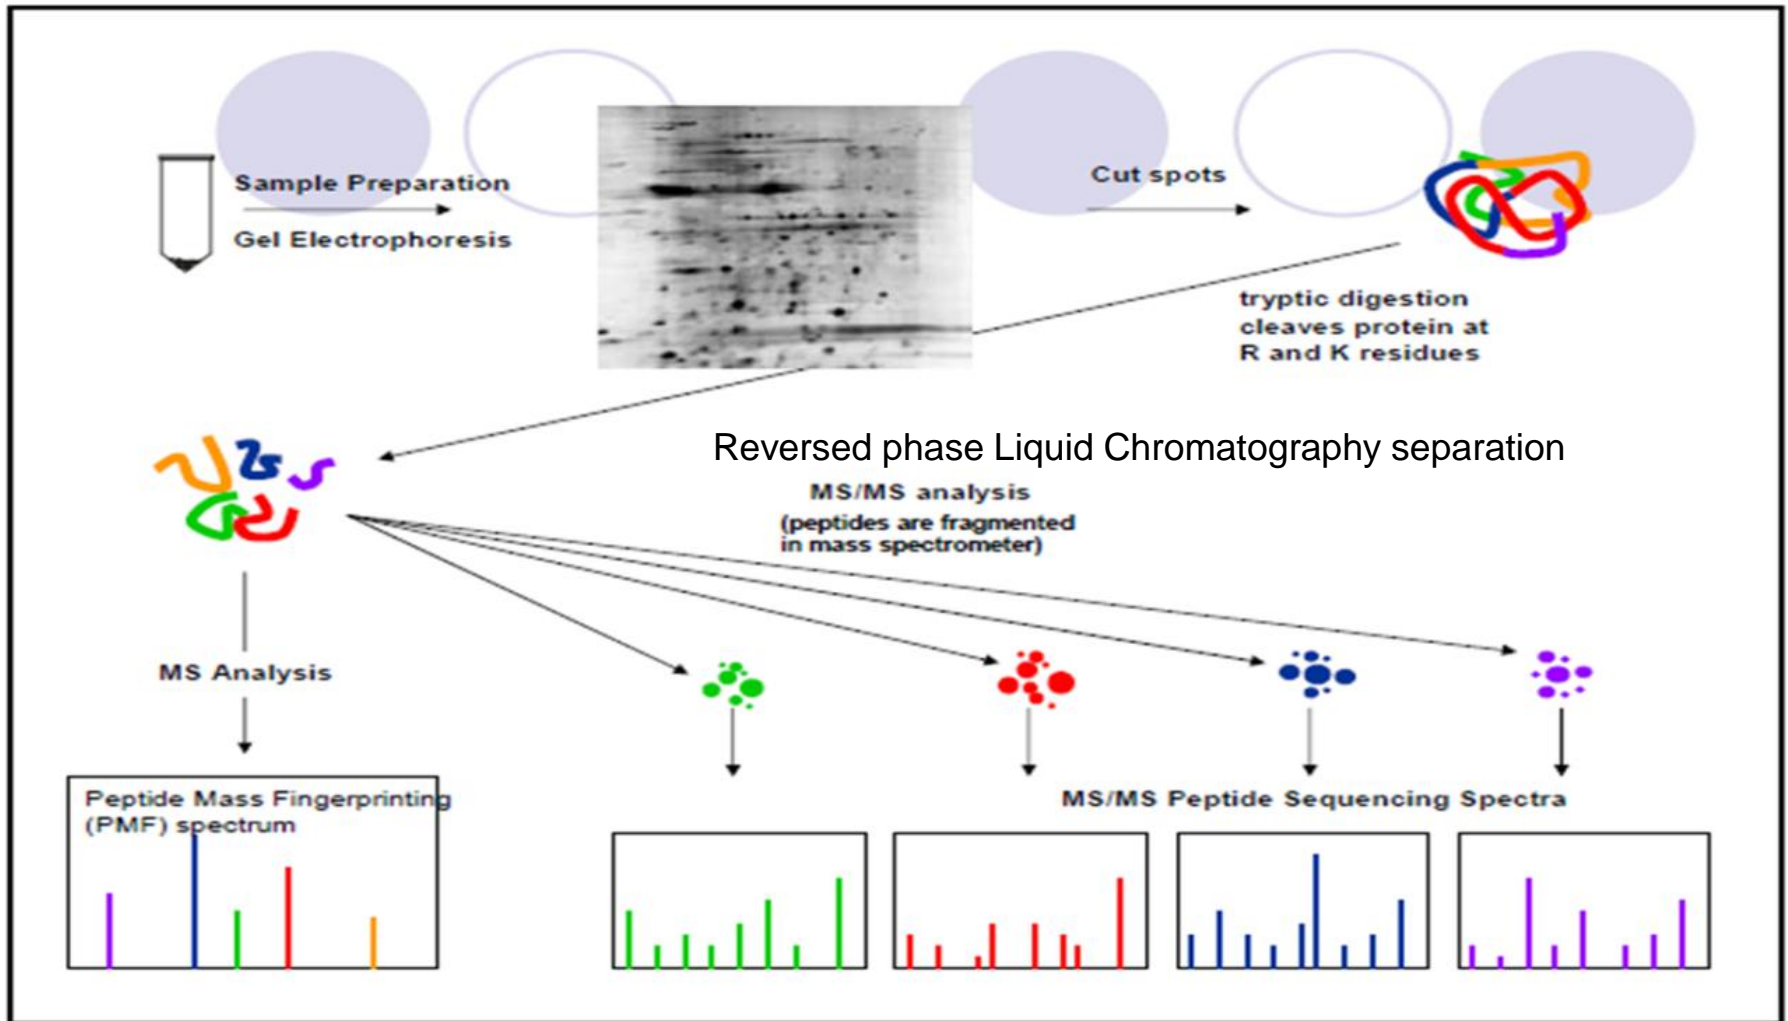 Sample Preparation
Gel Electrophoresis
Cut spots
tryptic digestion
cleaves protein at
R and K residues
Reversed phase Liquid Chromatography separation
MS/MS analysis
(peptides are fragmented
in mass spectrometer)
MS Analysis
Peptide Mass Fingerprinting
(PMF) spectrum
MS/MS Peptide Sequencing Spectra